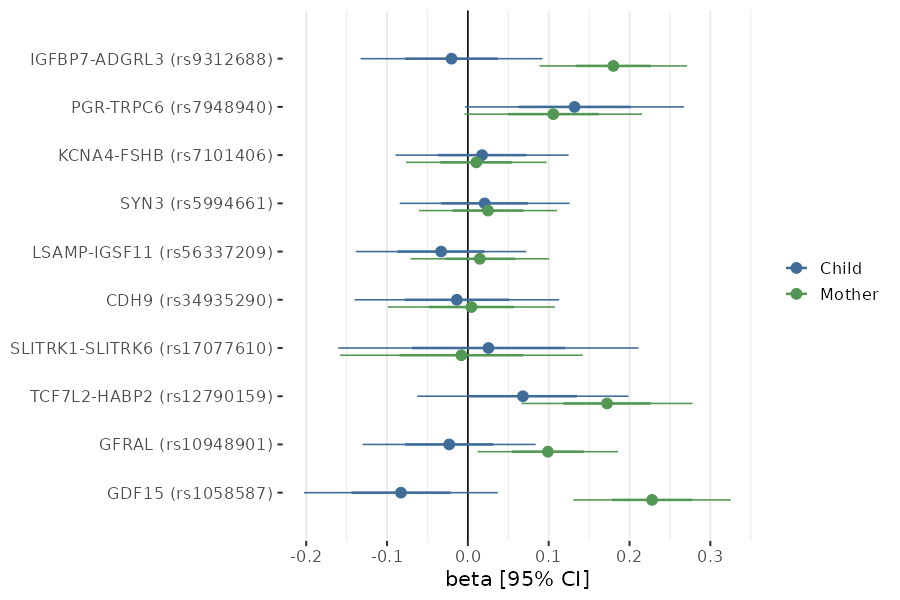 IGFBP7-ADGRL3 (rs9312688)
PGR-TRPC6 (rs7948940)
KCNA4-FSHB (rs7101406)
SYN3 (rs5994661)
LSAMP-IGSF11 (rs56337209)
CDH9 (rs34935290)
SLITRK1-SLITRK6 (rs17077610)
TCF7L2-HABP2 (rs12790159)
GFRAL (rs10948901)
GDF15 (rs1058587)
-0.2 -0.1 0.0 0.1 0.2 0.3
beta [95% CI]
Child
Mother